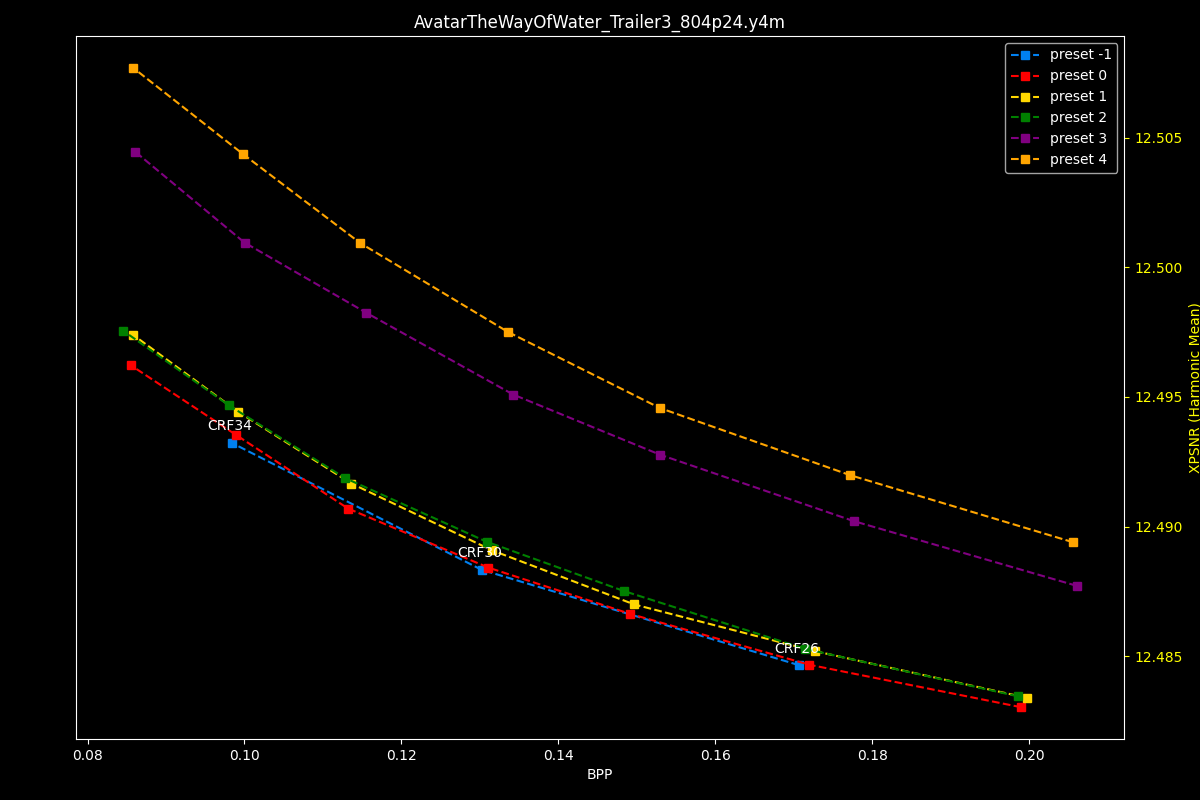 AvatarTheWayOfWater_Trailer3_804p24.y4m
preset -1
preset 0
preset 1
preset 2
preset 3
preset 4
12.505
12.500
12.495
12.490
12.485
XPSNR (Harmonic Mean)
CRF34
CRF30
CRF26
0.08 0.10 0.12 0.14 0.16 0.18 0.20
BPP